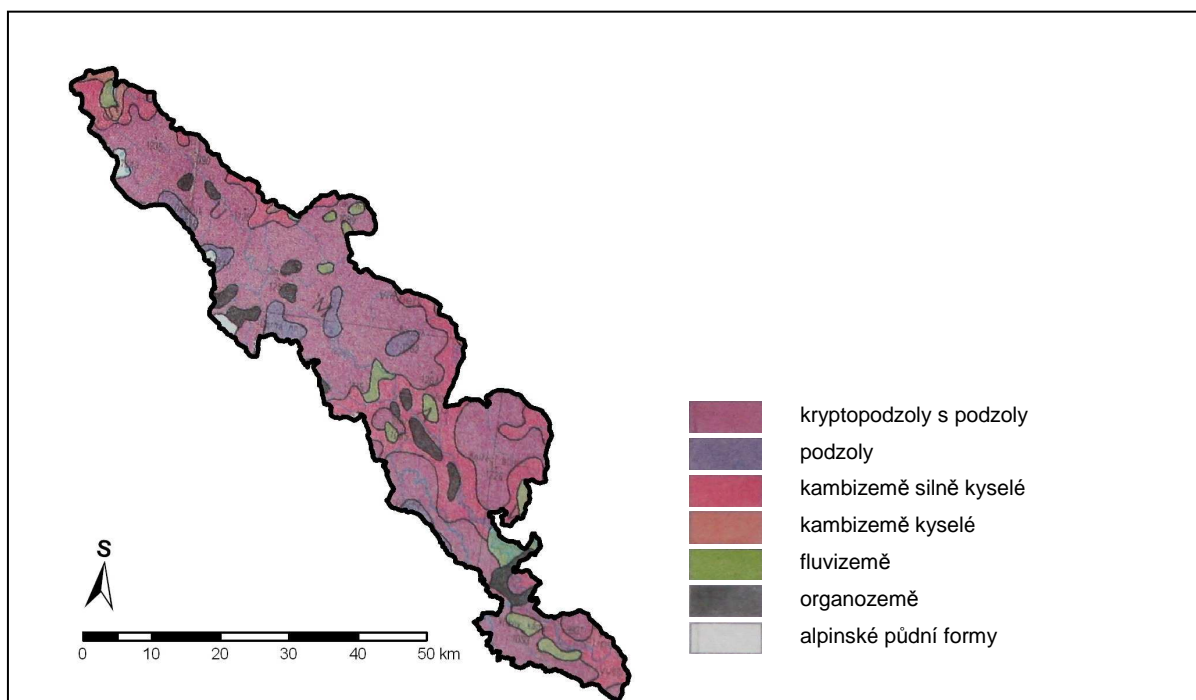 kryptopodzoly s podzoly
podzoly
kambizemě silně kyselé
kambizemě kyselé
fluvizemě
organozemě
alpinské půdní formy
S
0 10 20 30 40 50 km